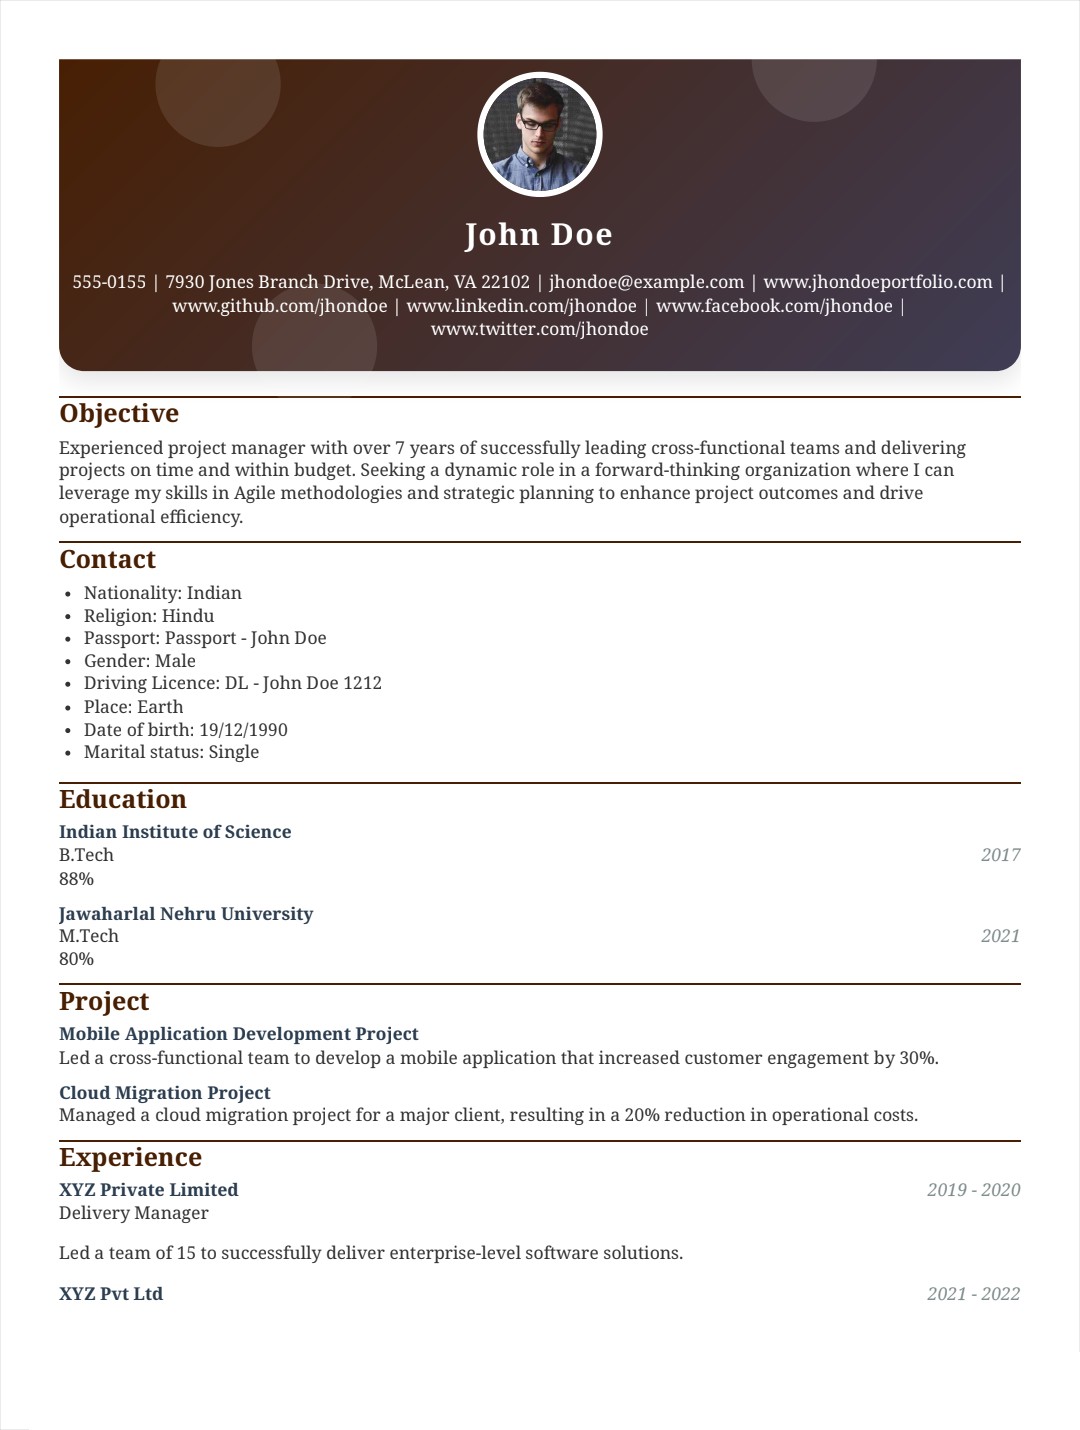 John Doe
555-0155 | 7930 Jones Branch Drive, McLean, VA 22102 | jhondoe@example.com | www.jhondoeportfolio.com |
www.github.com/jhondoe | www.linkedin.com/jhondoe | www.facebook.com/jhondoe |
www.twitter.com/jhondoe
Objective
Experienced project manager with over 7 years of successfully leading cross-functional teams and delivering
projects on time and within budget. Seeking a dynamic role in a forward-thinking organization where I can
leverage my skills in Agile methodologies and strategic planning to enhance project outcomes and drive
operational efficiency.
Contact
• Nationality: Indian
• Religion: Hindu
• Passport: Passport - John Doe
• Gender: Male
• Driving Licence: DL - John Doe 1212
• Place: Earth
• Date of birth: 19/12/1990
• Marital status: Single
Education
Indian Institute of Science
B.Tech 2017
88%
Jawaharlal Nehru University
M.Tech 2021
80%
Project
Mobile Application Development Project
Led a cross-functional team to develop a mobile application that increased customer engagement by 30%.
Cloud Migration Project
Managed a cloud migration project for a major client, resulting in a 20% reduction in operational costs.
Experience
XYZ Private Limited 2019 - 2020
Delivery Manager
Led a team of 15 to successfully deliver enterprise-level software solutions.
XYZ Pvt Ltd 2021 - 2022